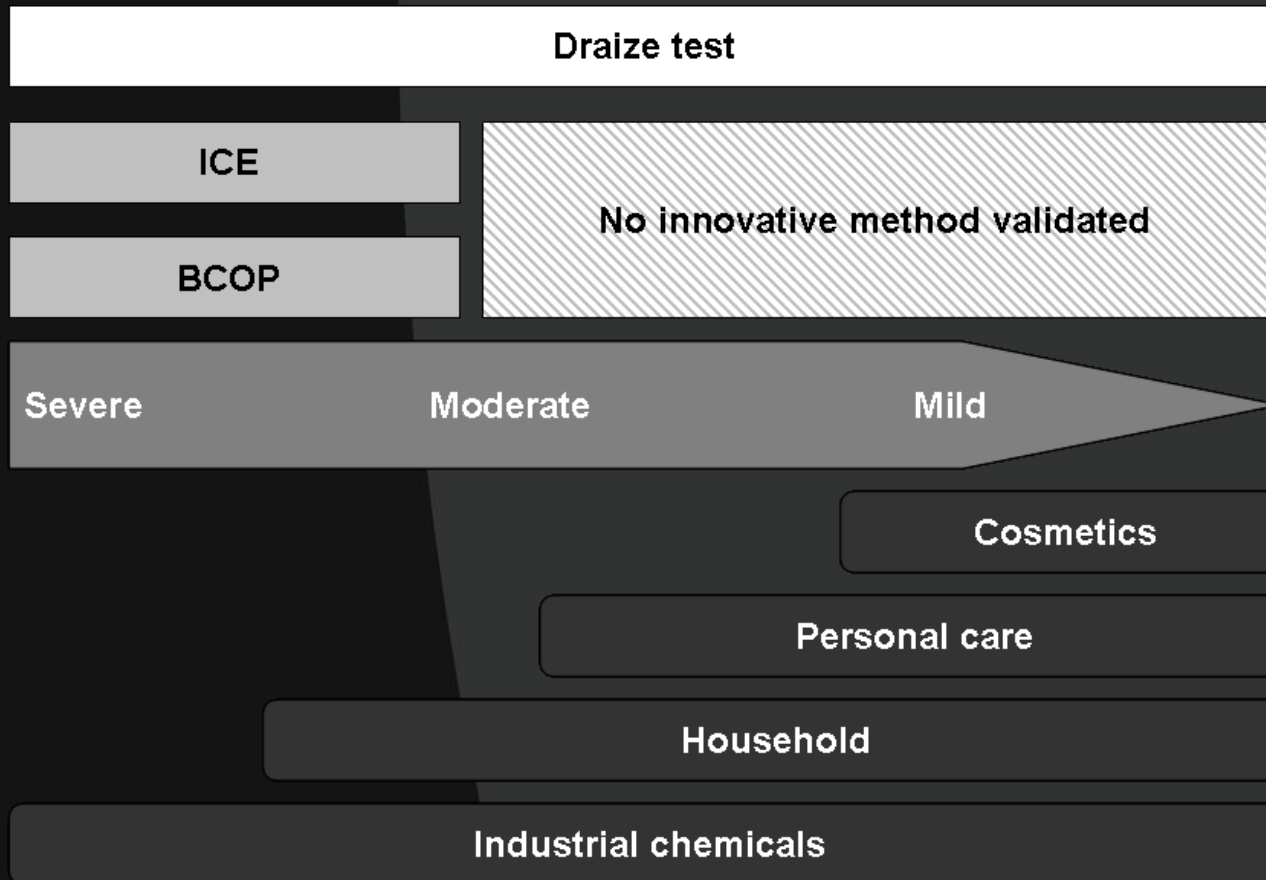 Draize test
ICE
No innovative method validated
BCOP
Severe Moderate Mild
Cosmetics
Personal care
Household
Industrial chemicals